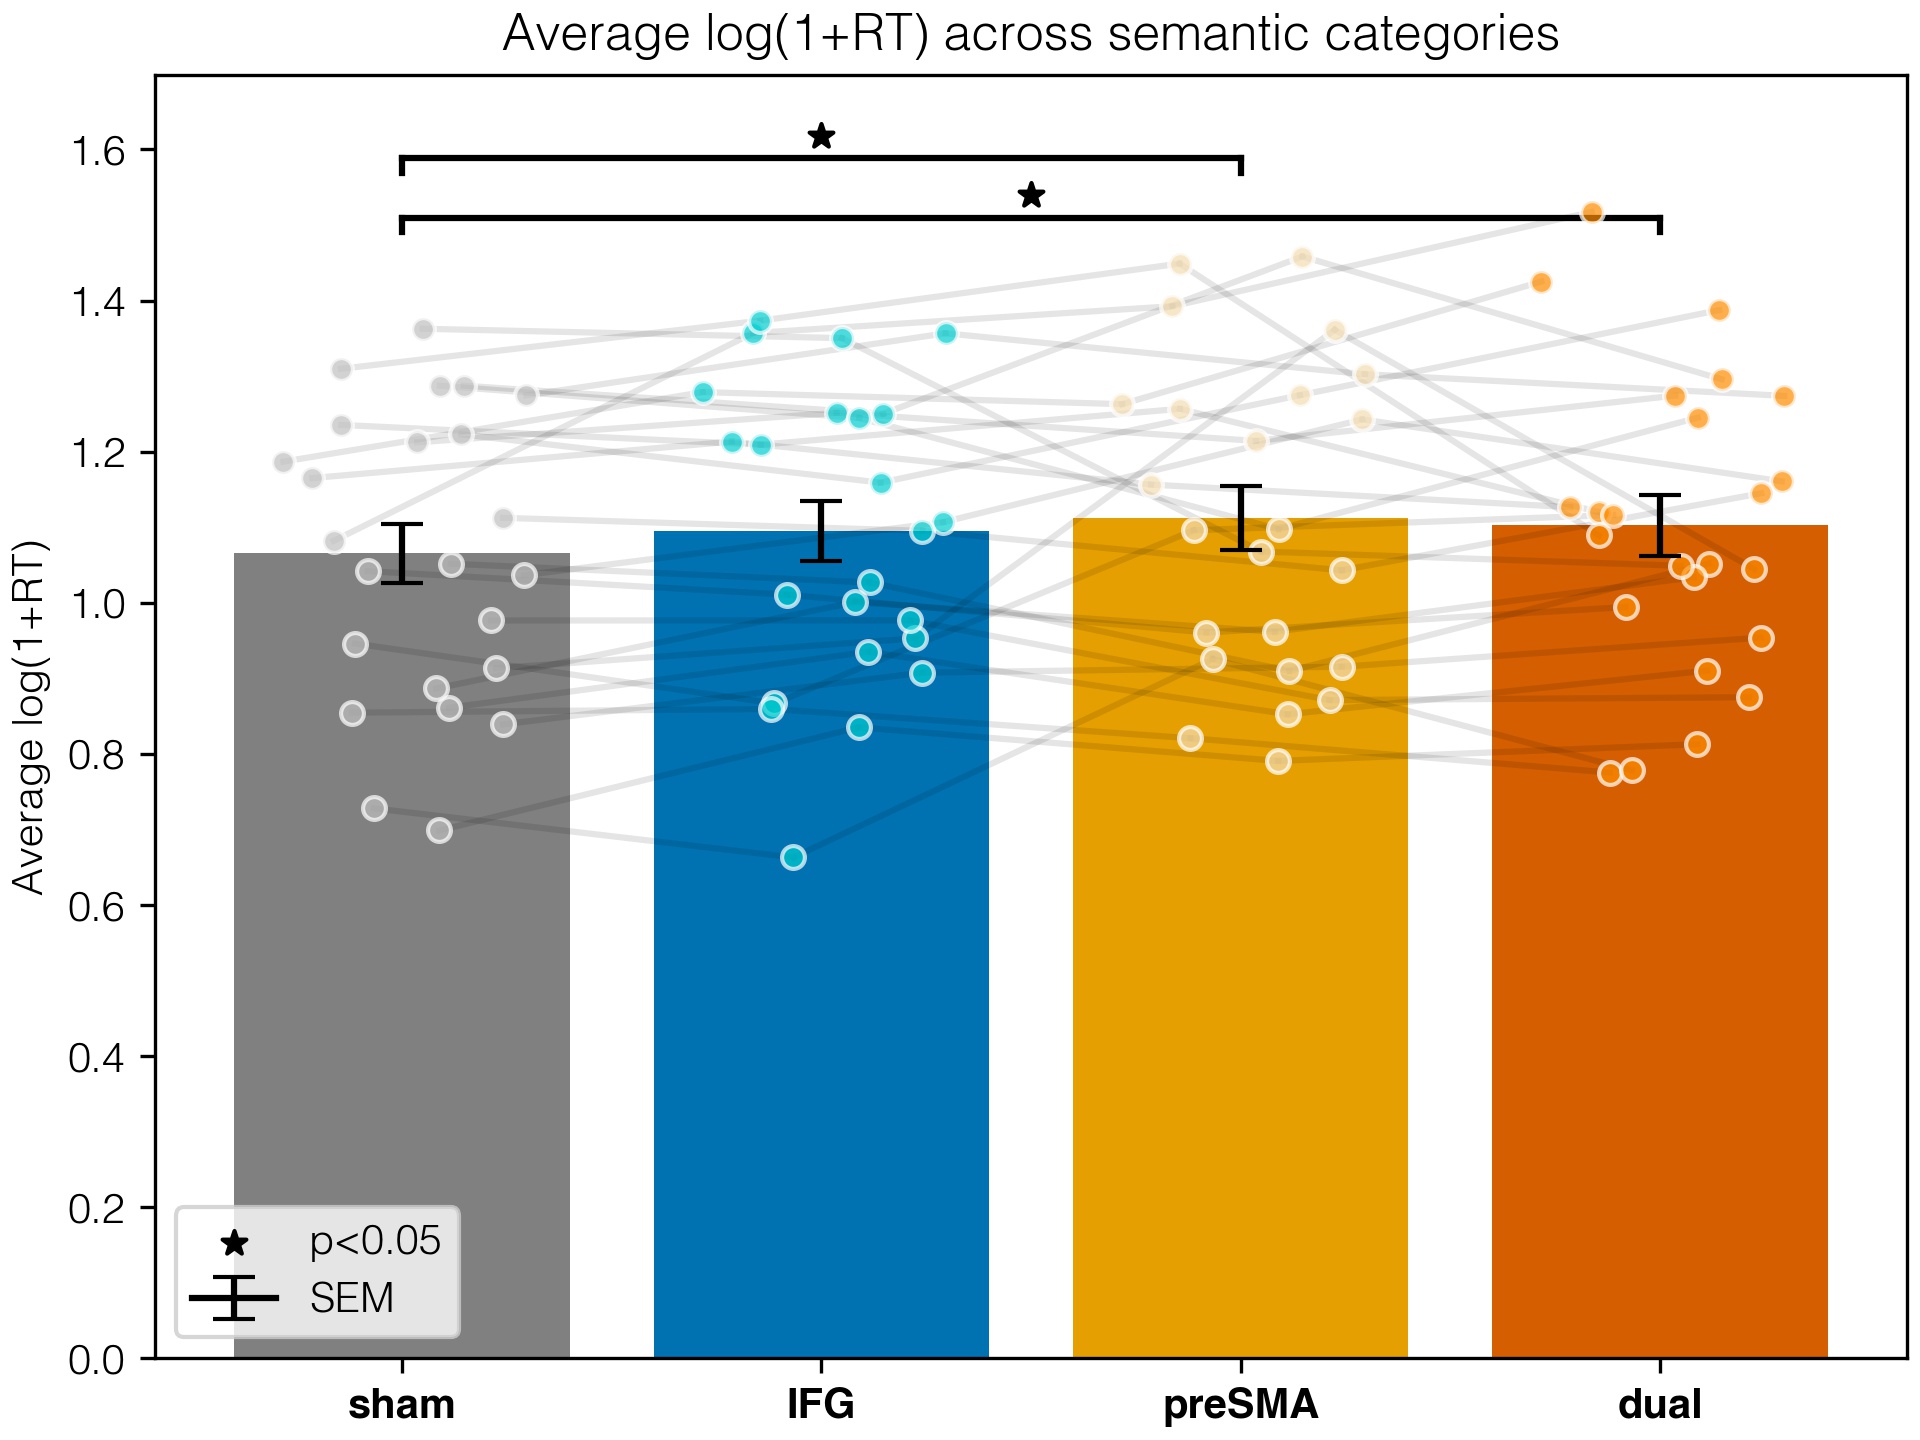 Average log(1+RT) across semantic categories
Average log(1+RT)
1.6
1.4
1.2
1.0
0.8
0.6
0.4
0.2
0.0
p<0.05
SEM
sham
IFG
preSMA
dual